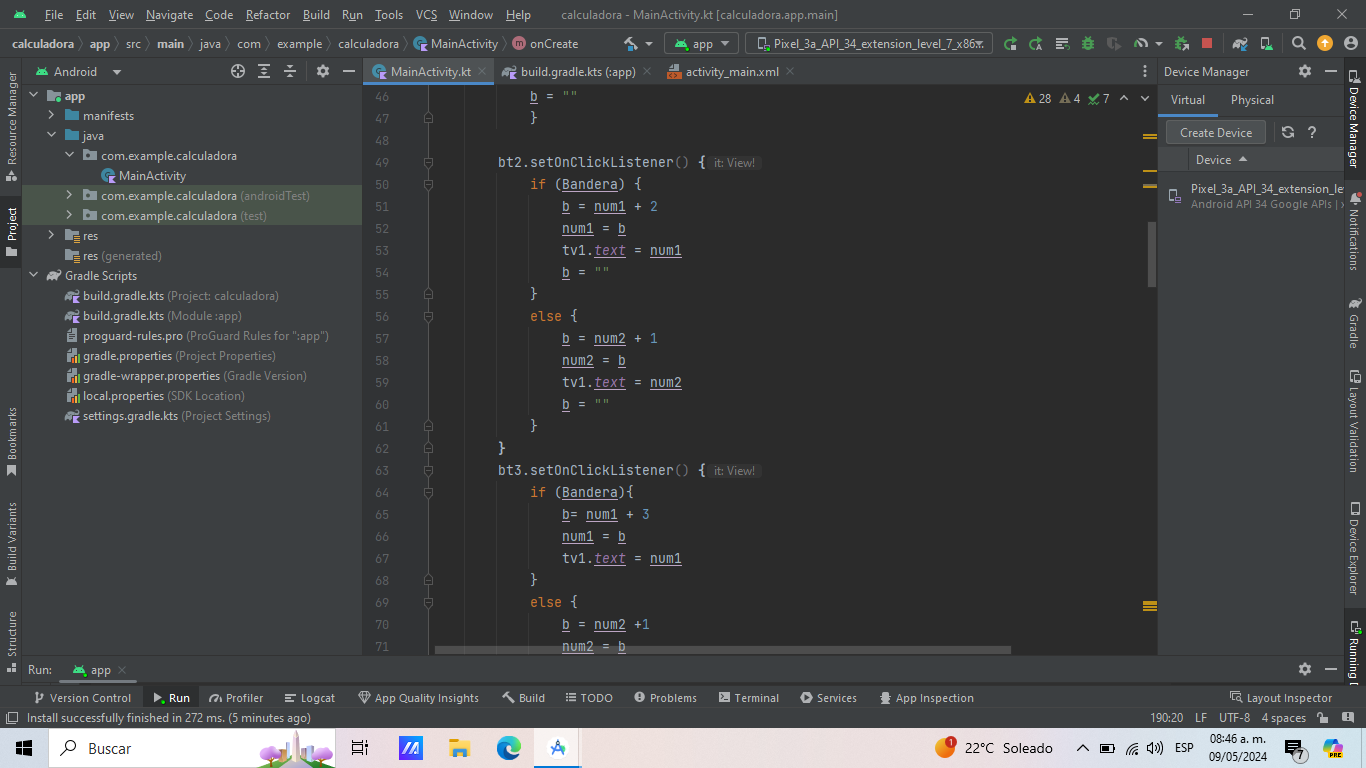 File Edit View Navigate Code Refactor Build Run Tools VCS Window Help calculadora - MainActivity.kt [calculadora.app.main]
calculadora app src main java com example calculadora MainActivity onCreate app Pixel_3a_API_34_extension_level_7_x86
Android MainActivity.kt build.gradle.kts (:app) activity_main.xml Device Manager
Resource Manager
Project
Bookmarks
Build Variants
Structure
app
manifests
java
com.example.calculadora
MainActivity
com.example.calculadora (androidTest)
com.example.calculadora (test)
res
res (generated)
Gradle Scripts
build.gradle.kts (Project: calculadora)
build.gradle.kts (Module :app)
proguard-rules.pro (ProGuard Rules for ":app")
gradle.properties (Project Properties)
gradle-wrapper.properties (Gradle Version)
local.properties (SDK Location)
settings.gradle.kts (Project Settings)
28 4 7
46 b = ""
47 }
48
49 bt2.setOnClickListener() { it: View!
50 if (Bandera) {
51 b = num1 + 2
52 num1 = b
53 tv1.text = num1
54 b = ""
55 }
56 else {
57 b = num2 + 1
58 num2 = b
59 tv1.text = num2
60 b = ""
61 }
62 }
63 bt3.setOnClickListener() { it: View!
64 if (Bandera){
65 b= num1 + 3
66 num1 = b
67 tv1.text = num1
68 }
69 else {
70 b = num2 +1
71 num2 = b
Virtual Physical
Create Device ?
Device
Pixel_3a_API_34_extension_le
Android API 34 Google APIs | x
Device Manager
Notifications
Gradle
Layout Validation
Device Explorer
Running D
Run: app
Version Control Run Profiler Logcat App Quality Insights Build TODO Problems Terminal Services App Inspection Layout Inspector
Install successfully finished in 272 ms. (5 minutes ago) 190:20 LF UTF-8 4 spaces
Buscar 1 22°C Soleado ESP 08:46 a. m. 7 PRE
09/05/2024